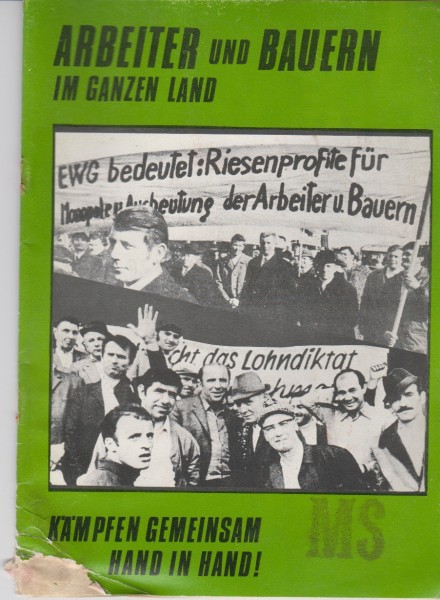 ARBEITER UND BAUERN
IM GANZEN LAND
EWG bedeutet: Riesenprofite für
Monopole u. Ausbeutung der Arbeiter u. Bauern
cht das Lohndiktat
KÄMPFEN GEMEINSAM
HAND IN HAND!
MS